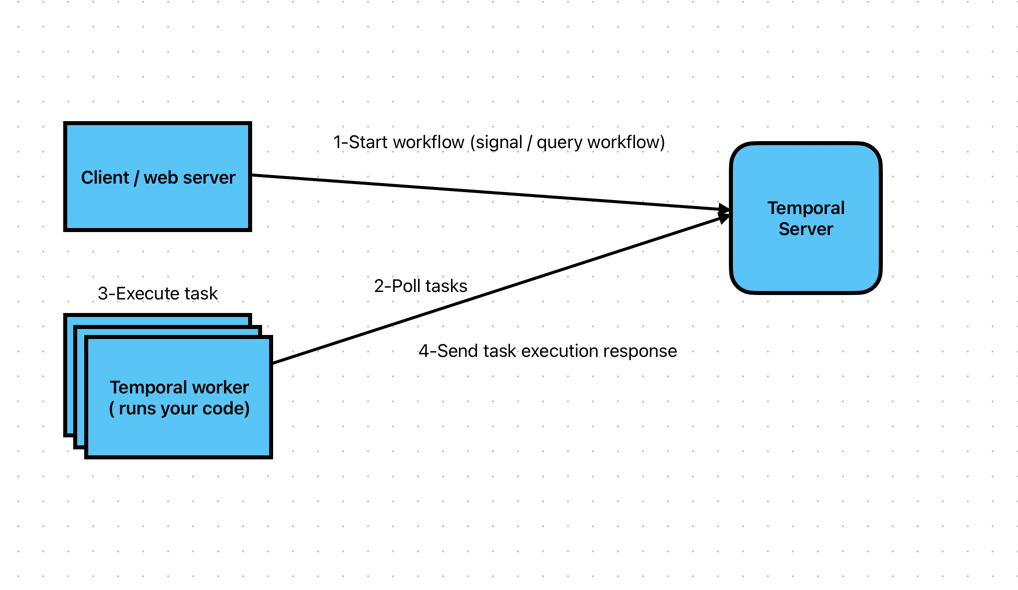 1-Start workflow (signal / query workflow)
Client / web server
Temporal
Server
2-Poll tasks
3-Execute task
4-Send task execution response
Temporal worker
( runs your code)